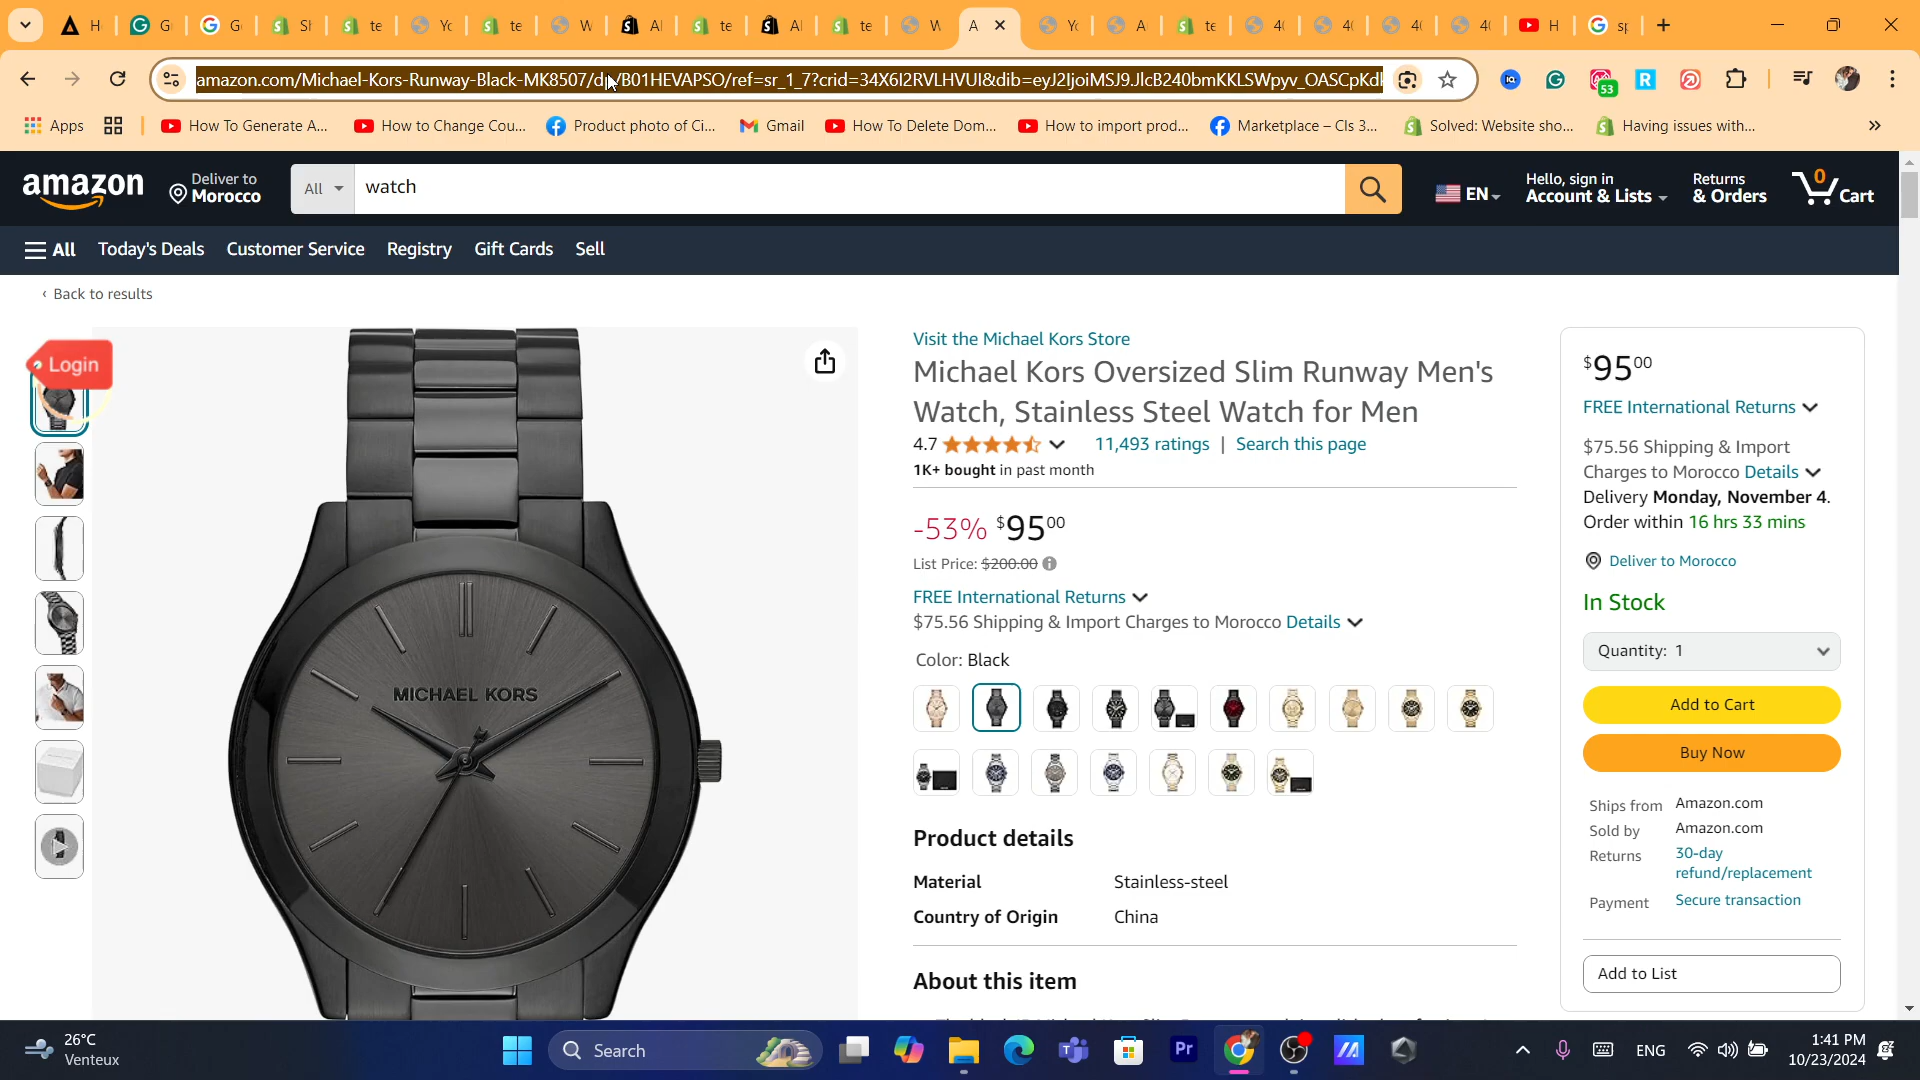 amazon.com/Michael-Kors-Runway-Black-MK8507/dp/B01HEVAPSO/ref=sr_1_7?crid=34X6I2RVLHVUI&dib=eyJ2IjoiMSJ9.JlcB240bmKKLSWpyv_OASCpKdk
53
Apps
How To Generate A...
How to Change Cou...
Product photo of Ci...
Gmail
How To Delete Dom...
How to import prod...
Marketplace – Cls 3...
Solved: Website sho...
Having issues with...
amazon
Deliver to
Morocco
All
watch
EN
Hello, sign in
Account & Lists
Returns
& Orders
0
Cart
All
Today's Deals
Customer Service
Registry
Gift Cards
Sell
‹ Back to results
Login
MICHAEL KORS
Visit the Michael Kors Store
Michael Kors Oversized Slim Runway Men's
Watch, Stainless Steel Watch for Men
4.7
11,493 ratings | Search this page
1K+ bought in past month
-53% $9500
List Price: $200.00
FREE International Returns
$75.56 Shipping & Import Charges to Morocco Details
Color: Black
Product details
Material Stainless-steel
Country of Origin China
About this item
$9500
FREE International Returns
$75.56 Shipping & Import
Charges to Morocco Details
Delivery Monday, November 4.
Order within 16 hrs 33 mins
Deliver to Morocco
In Stock
Quantity: 1
Add to Cart
Buy Now
Ships from Amazon.com
Sold by Amazon.com
Returns 30-day
refund/replacement
Payment Secure transaction
Add to List
26°C
Venteux
Search
Pr
ENG
1:41 PM
10/23/2024